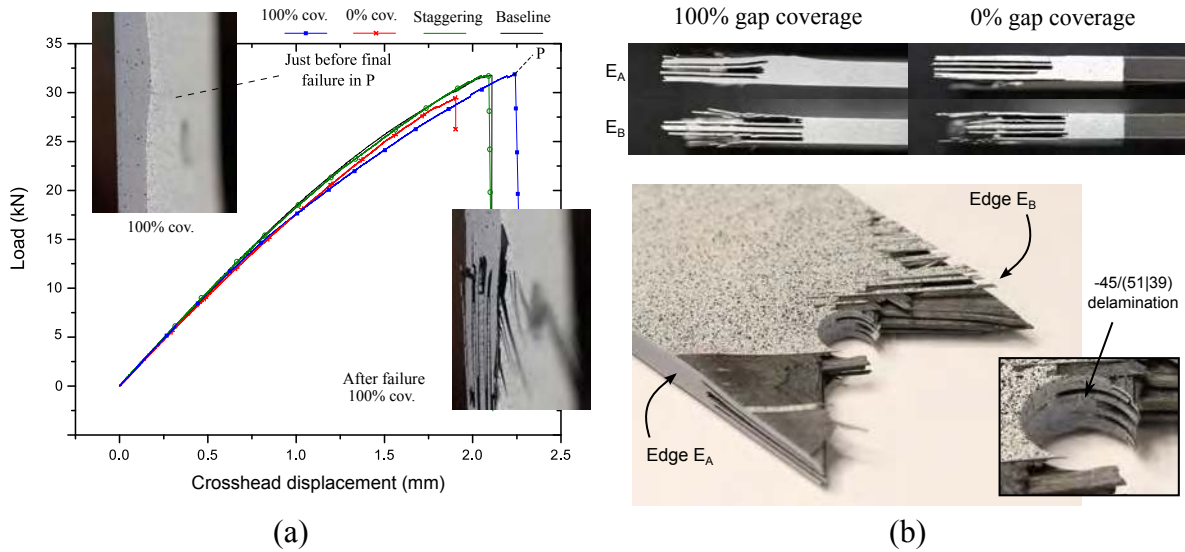 100% cov.
0% cov.
Staggering
Baseline
40
35
30
25
20
15
10
5
0
Load (kN)
Just before final
failure in P
P
100% cov.
After failure
100% cov.
0.0
0.5
1.0
1.5
2.0
2.5
Crosshead displacement (mm)
(a)
100% gap coverage
0% gap coverage
EA
EB
Edge EB
-45/(51|39)
delamination
Edge EA
(b)